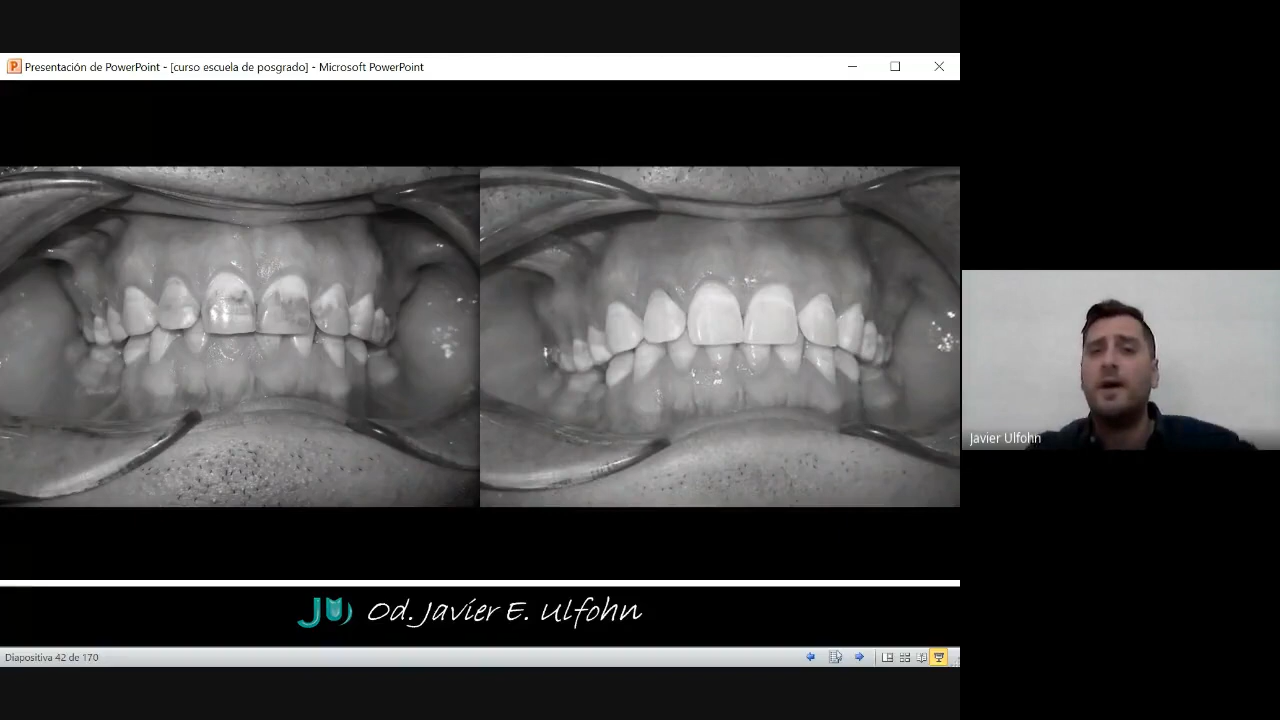 Presentación de PowerPoint - [curso escuela de posgrado] - Microsoft PowerPoint
Javier Ulfohn
JU Od. Javier E. Ulfohn
Diapositiva 42 de 170